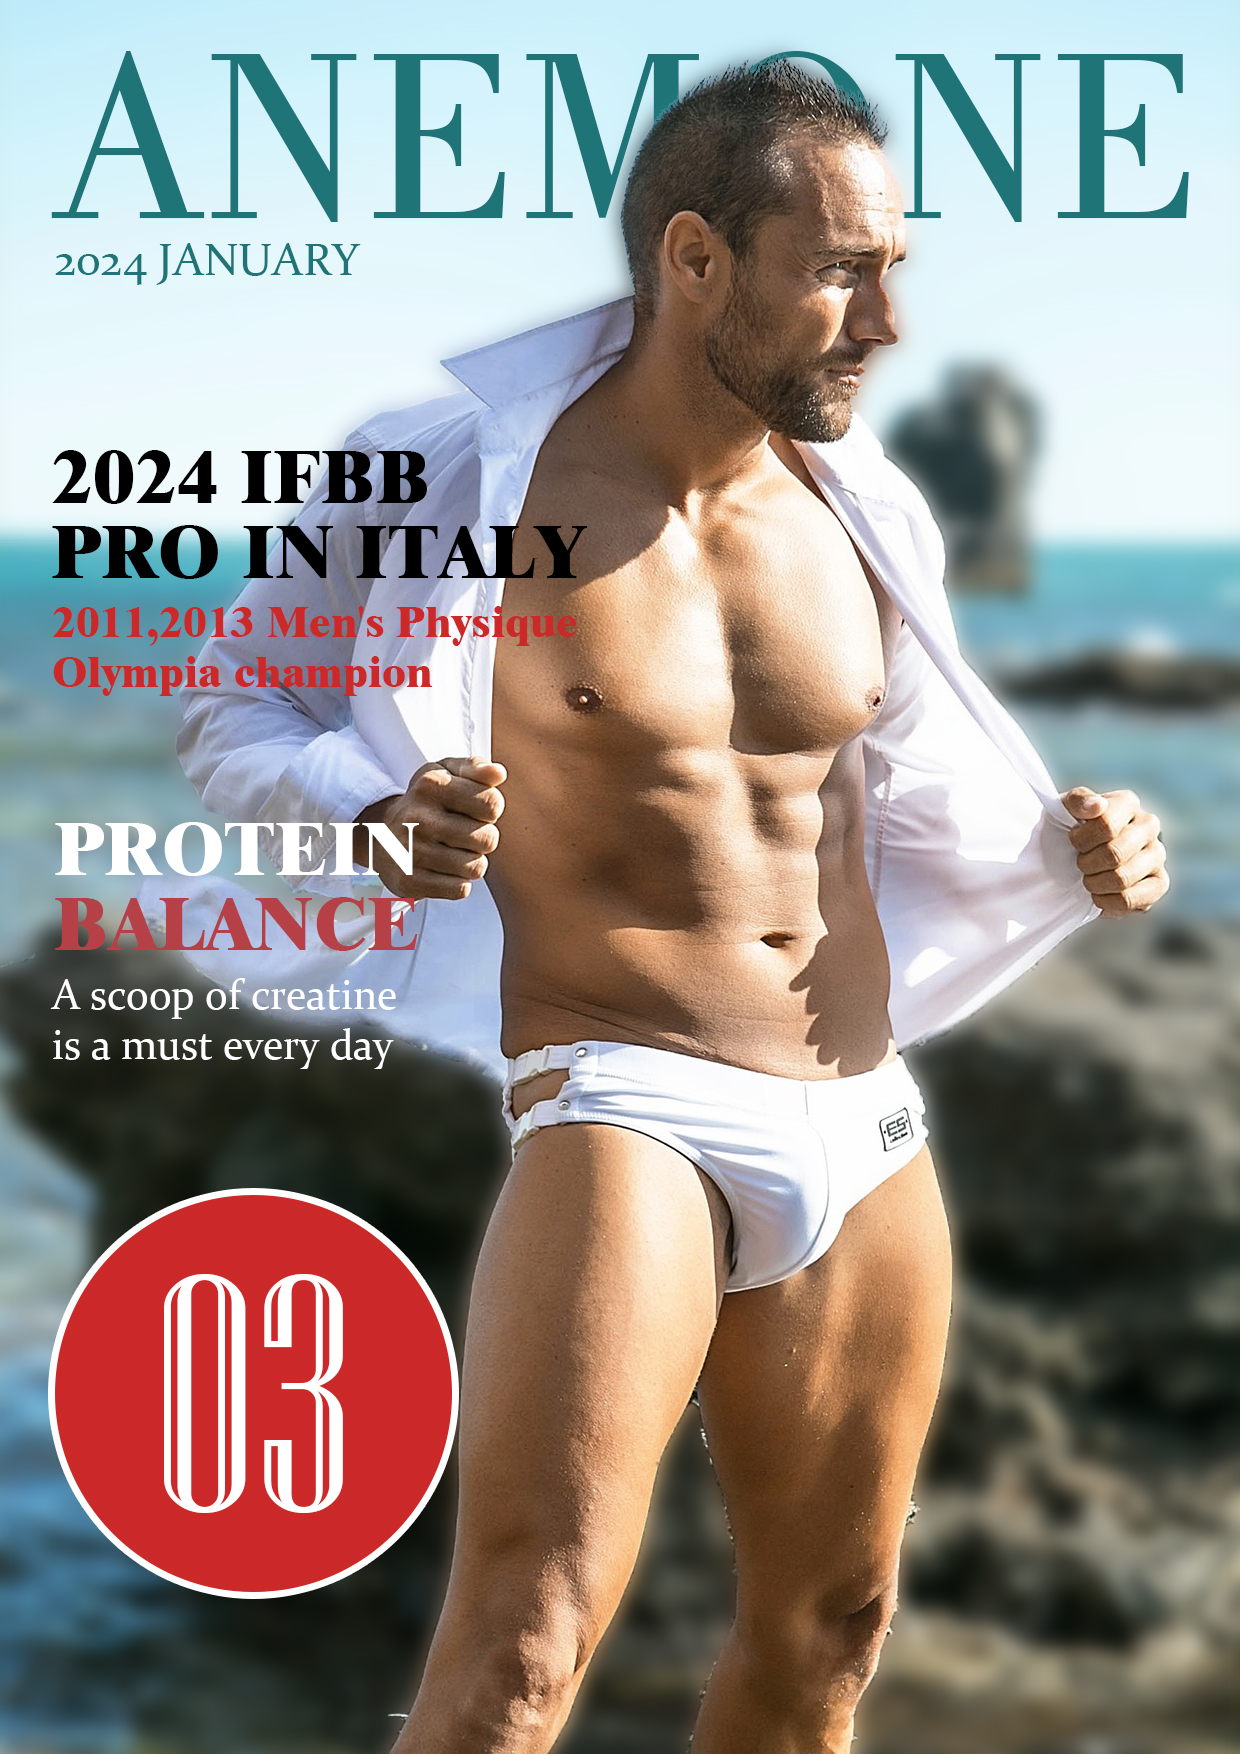 ANEMONE
2024 JANUARY
2024 IFBB
PRO IN ITALY
2011,2013 Men's Physique
Olympia champion
PROTEIN
BALANCE
A scoop of creatine
is a must every day
ES
03